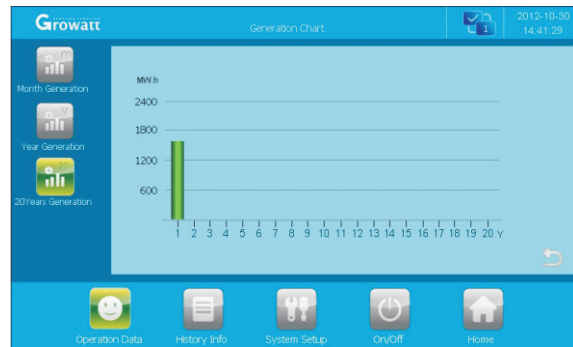 Growatt
Generation Chart
1
2012-10-30
14:41:29
m
Month Generation
Y
Year Generation
20Years Generation
MW.h
2400
1800
1200
600
1 2 3 4 5 6 7 8 9 10 11 12 13 14 15 16 17 18 19 20 Y
Operation Data
History Info
System Setup
On/Off
Home